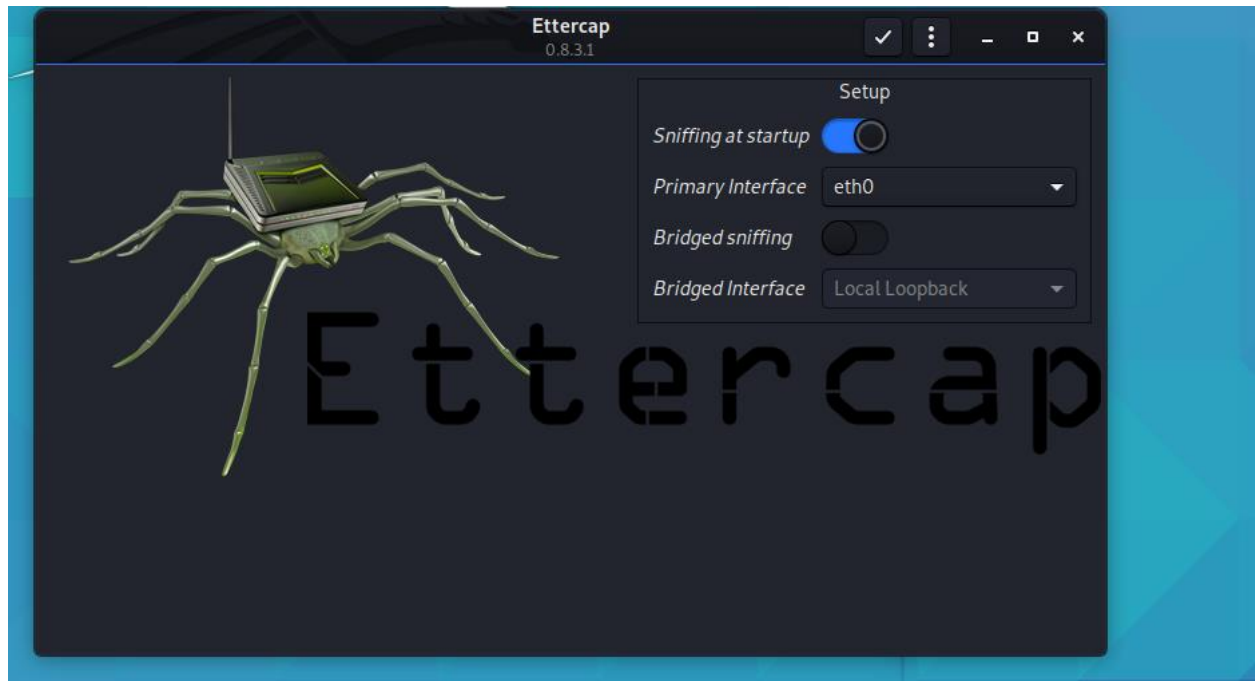 Ettercap
0.8.3.1
Setup
Sniffing at startup
Primary Interface eth0
Bridged sniffing
Bridged Interface Local Loopback
Ettercap